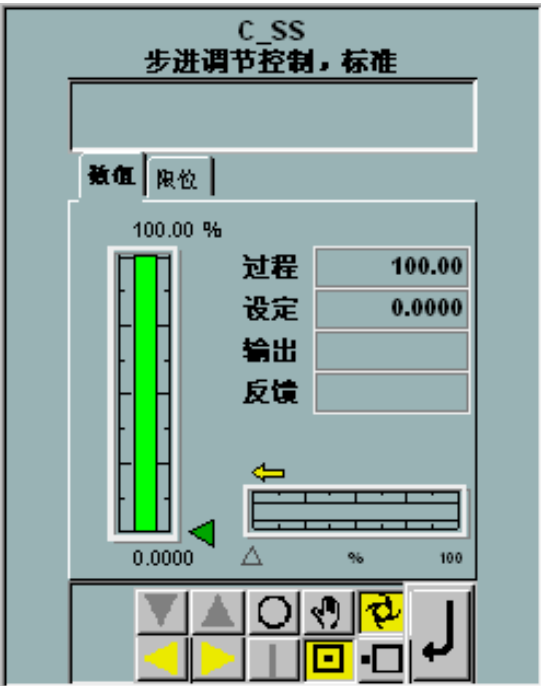 C_SS
步进调节控制，标准
数值 限位
100.00 %
过程 100.00
设定 0.0000
输出
反馈
0.0000 % 100